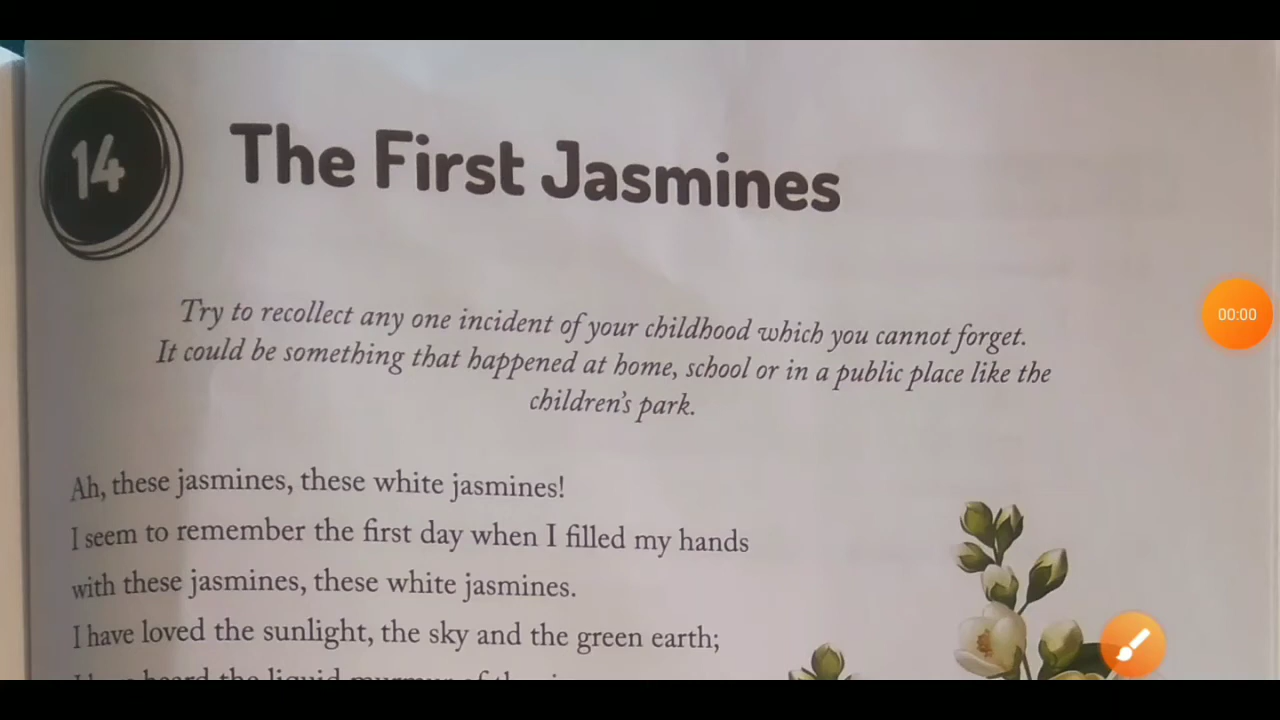 14
The First Jasmines
Try to recollect any one incident of your childhood which you cannot forget.
It could be something that happened at home, school or in a public place like the
children's park.
Ah, these jasmines, these white jasmines!
I seem to remember the first day when I filled my hands
with these jasmines, these white jasmines.
I have loved the sunlight, the sky and the green earth;
00:00